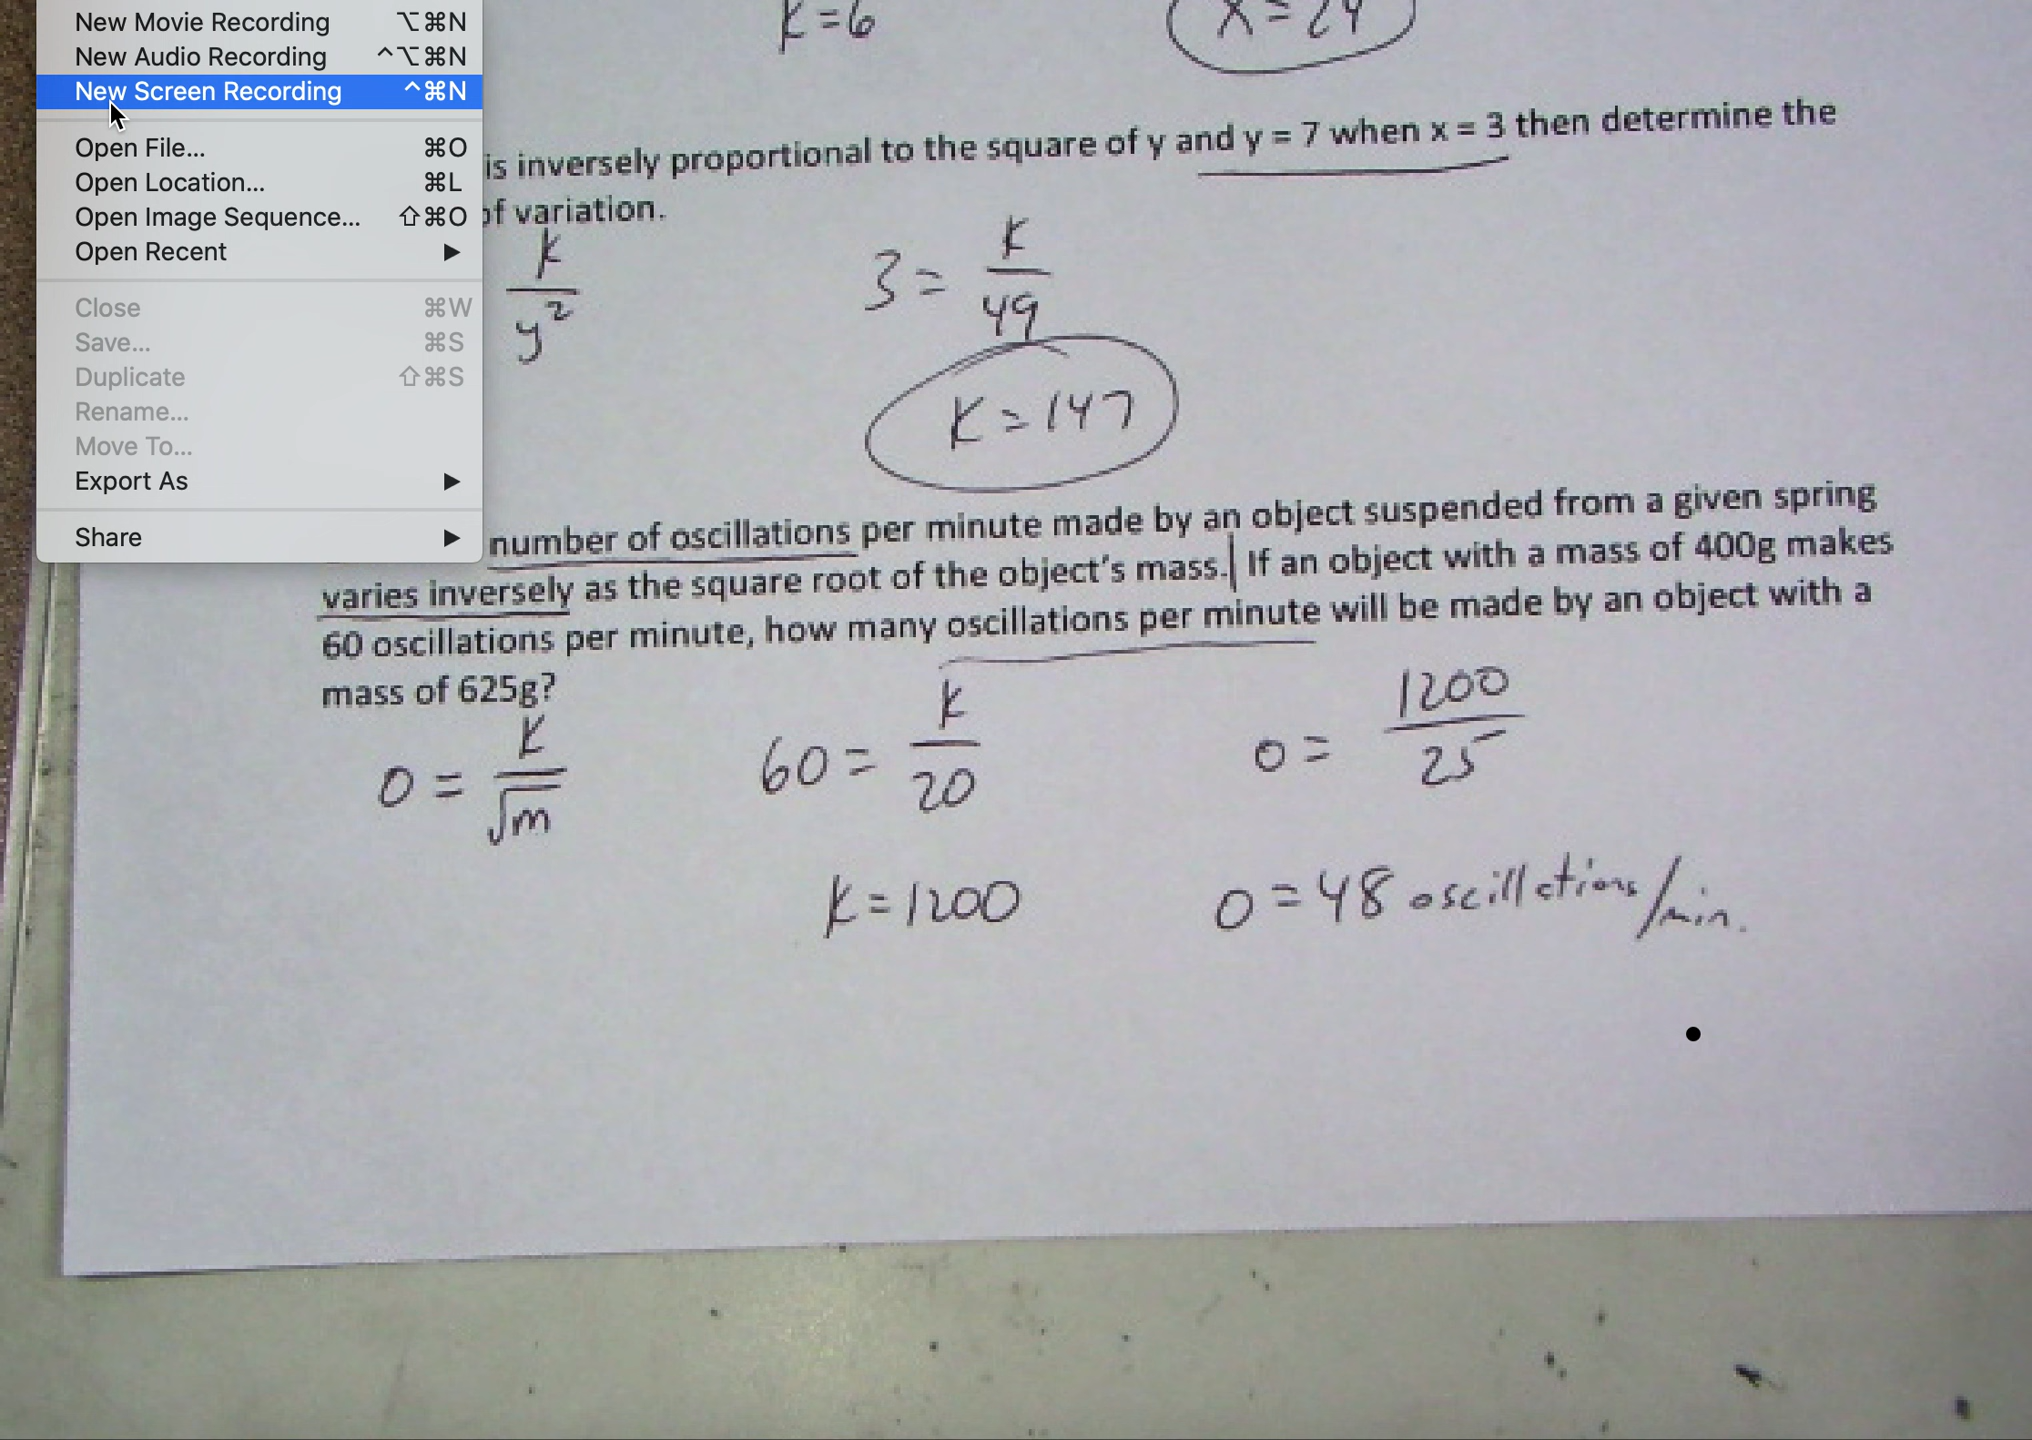 New Movie Recording ⌥⌘N
New Audio Recording ^⌥⌘N
New Screen Recording ^⌘N
Open File... ⌘O
Open Location... ⌘L
Open Image Sequence... ⇧⌘O
Open Recent ▶
Close ⌘W
Save... ⌘S
Duplicate ⇧⌘S
Rename...
Move To...
Export As ▶
Share ▶
K=6 X=24
is inversely proportional to the square of y and y = 7 when x = 3 then determine the
of variation.
K/y² 3 = K/49
K = 147
number of oscillations per minute made by an object suspended from a given spring
varies inversely as the square root of the object's mass. If an object with a mass of 400g makes
60 oscillations per minute, how many oscillations per minute will be made by an object with a
mass of 625g?
O = K/√m 60 = K/20 O = 1200/25
K = 1200 O = 48 oscillations/min.